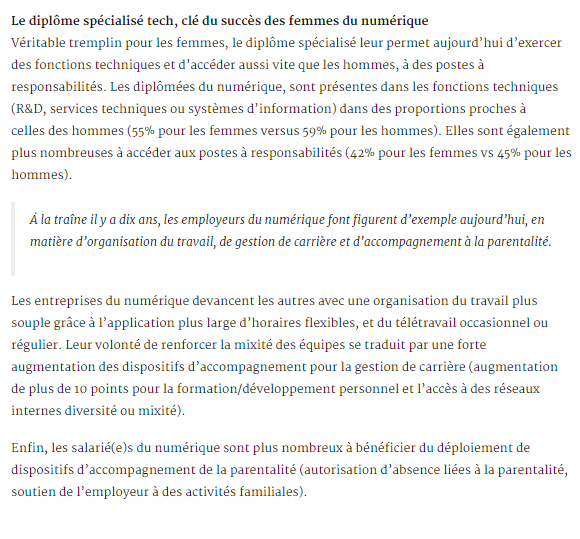 Le diplôme spécialisé tech, clé du succès des femmes du numérique
Véritable tremplin pour les femmes, le diplôme spécialisé leur permet aujourd’hui d’exercer
des fonctions techniques et d’accéder aussi vite que les hommes, à des postes à
responsabilités. Les diplômées du numérique, sont présentes dans les fonctions techniques
(R&D, services techniques ou systèmes d’information) dans des proportions proches à
celles des hommes (55% pour les femmes versus 59% pour les hommes). Elles sont également
plus nombreuses à accéder aux postes à responsabilités (42% pour les femmes vs 45% pour les
hommes).
Á la traîne il y a dix ans, les employeurs du numérique font figurent d’exemple aujourd’hui, en
matière d’organisation du travail, de gestion de carrière et d’accompagnement à la parentalité.
Les entreprises du numérique devancent les autres avec une organisation du travail plus
souple grâce à l’application plus large d’horaires flexibles, et du télétravail occasionnel ou
régulier. Leur volonté de renforcer la mixité des équipes se traduit par une forte
augmentation des dispositifs d’accompagnement pour la gestion de carrière (augmentation
de plus de 10 points pour la formation/développement personnel et l’accès à des réseaux
internes diversité ou mixité).
Enfin, les salarié(e)s du numérique sont plus nombreux à bénéficier du déploiement de
dispositifs d’accompagnement de la parentalité (autorisation d’absence liées à la parentalité,
soutien de l’employeur à des activités familiales).